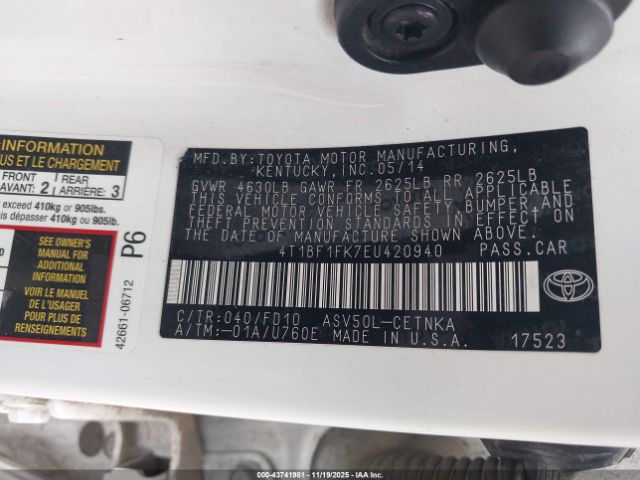 INFORMATION
US ET LE CHARGEMENT
FRONT
AVANT: 2
REAR
ARRIÈRE: 3
r exceed 410kg or 905lbs.
is dépasser 410kg ou 905lb.
SEE OWNER'S
MANUAL FOR
ADDITIONAL
INFORMATION
VOIR LE MANUEL
DE L'USAGER
POUR PLUS DE
RENSEIGNEMENTS
P6
42661-06712
MFD.BY:TOYOTA MOTOR MANUFACTURING,
KENTUCKY, INC.05/14
GVWR 4630LB GAWR FR 2625LB RR 2625LB
THIS VEHICLE CONFORMS TO ALL APPLICABLE
FEDERAL MOTOR VEHICLE SAFETY, BUMPER AND
THEFT PREVENTION STANDARDS IN EFFECT ON
THE DATE OF MANUFACTURE SHOWN ABOVE.
4T1BF1FK7EU420940 PASS.CAR
C/TR:040/FD10 ASV50L-CETNKA
A/TM:-01A/U760E MADE IN U.S.A.
17523
000-43741981 - 11/19/2025 - COPYRIGHT IAA, LLC